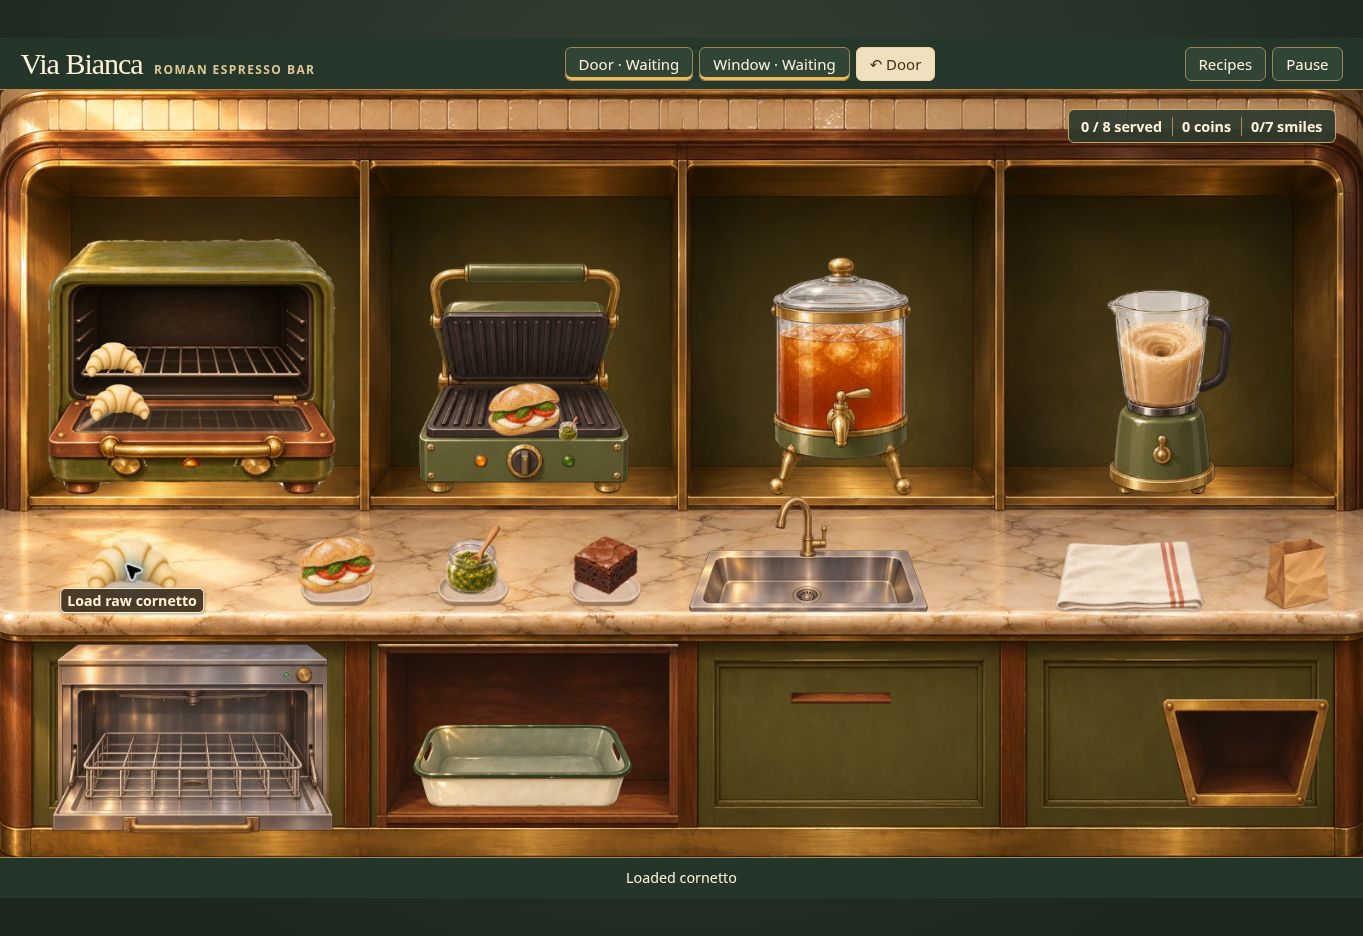 Via Bianca ROMAN ESPRESSO BAR
Door · Waiting
Window · Waiting
↶ Door
Recipes
Pause
0 / 8 served
0 coins
0/7 smiles
Load raw cornetto
Loaded cornetto